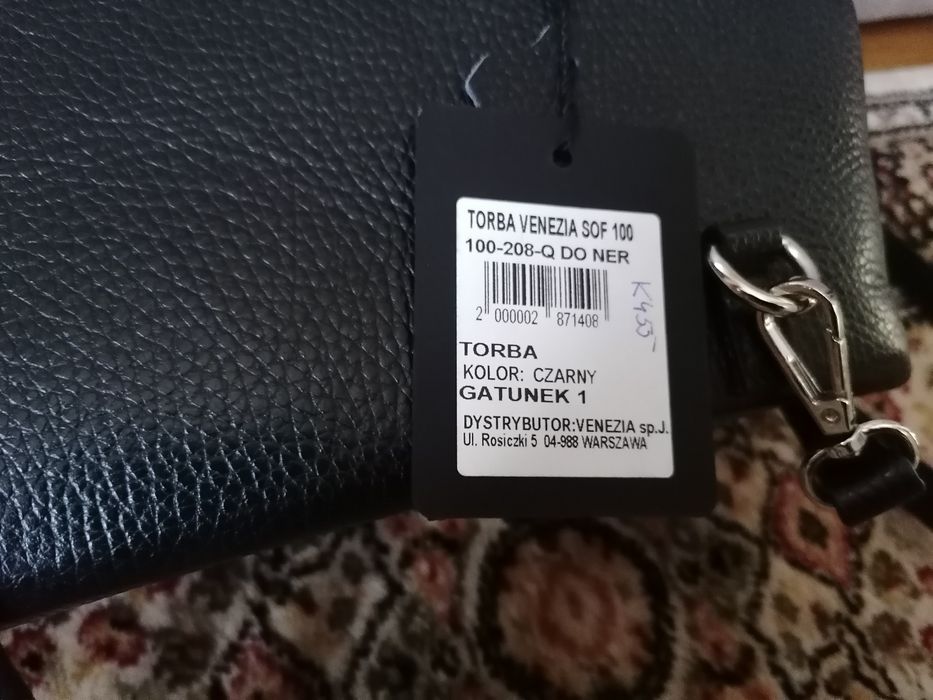 TORBA VENEZIA SOF 100
100-208-Q DO NER
2 000002 871408
K455
TORBA
KOLOR: CZARNY
GATUNEK 1
DYSTRYBUTOR:VENEZIA sp.J.
Ul. Rosiczki 5 04-988 WARSZAWA